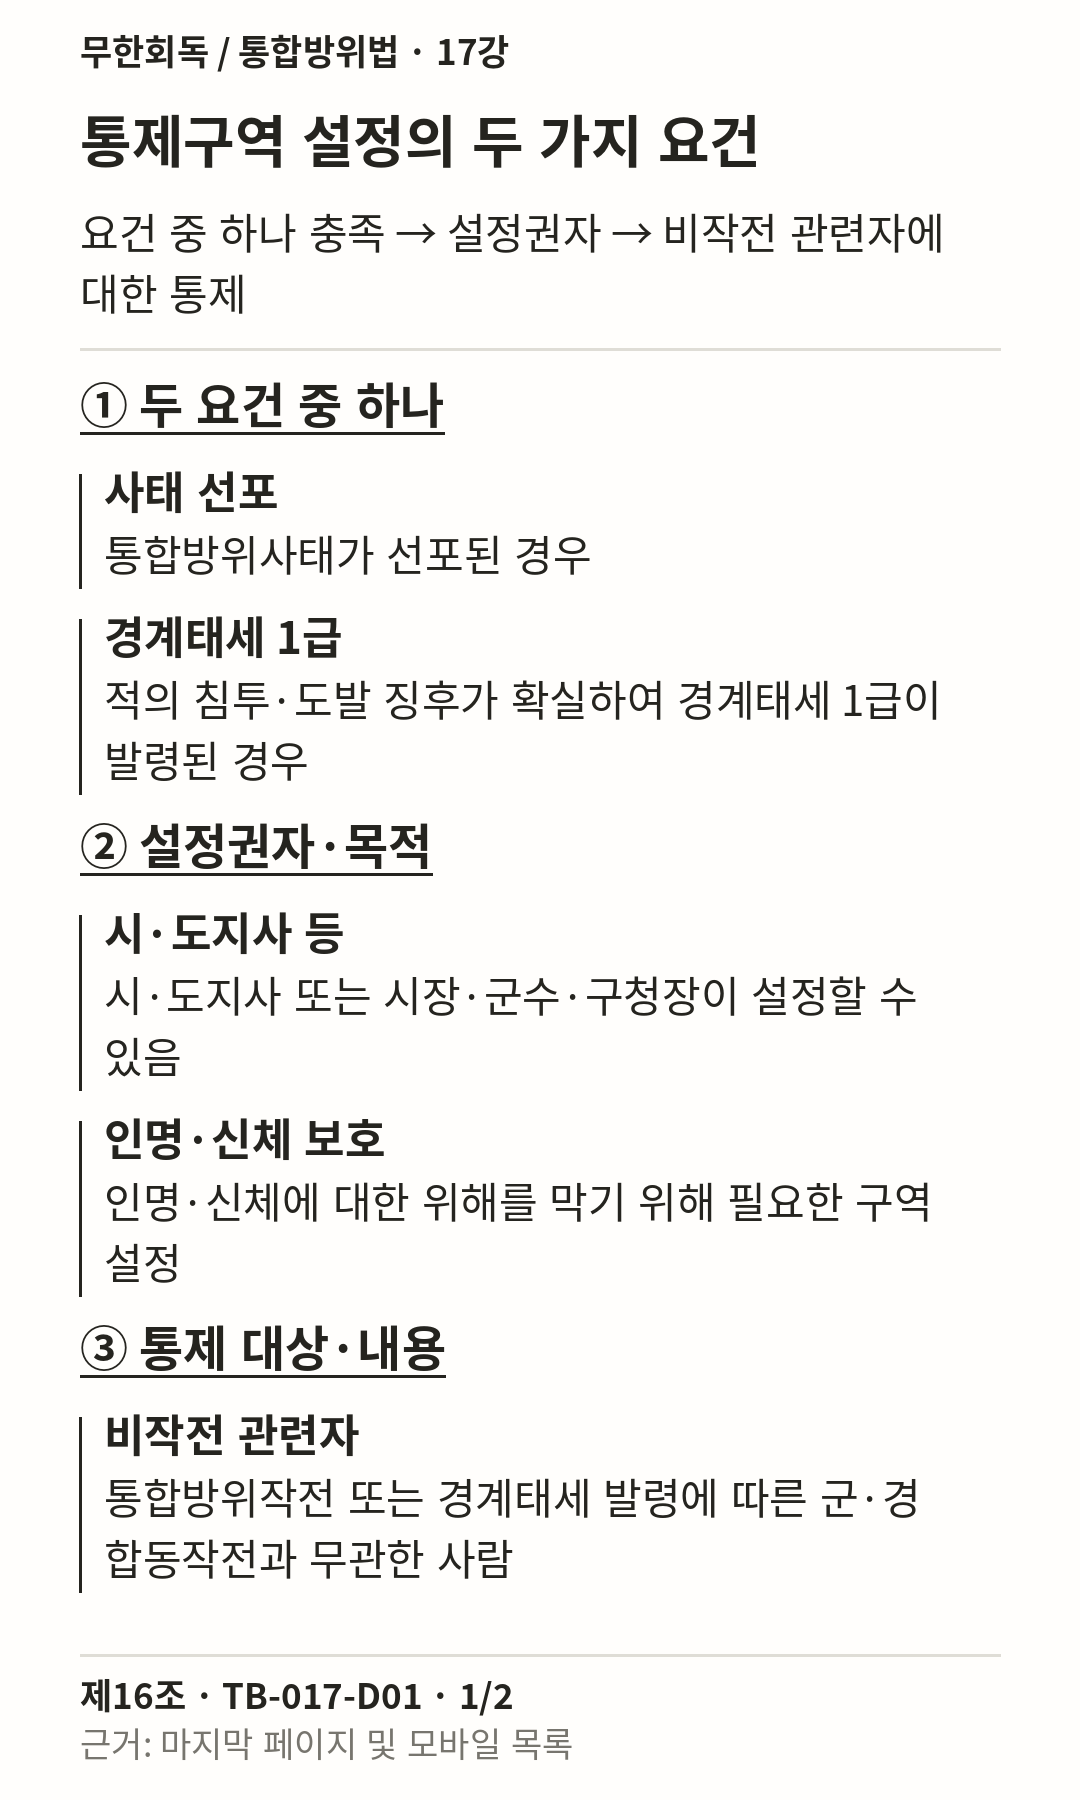 무한회독 / 통합방위법 · 17강
통제구역 설정의 두 가지 요건
요건 중 하나 충족 → 설정권자 → 비작전 관련자에
대한 통제
① 두 요건 중 하나
사태 선포
통합방위사태가 선포된 경우
경계태세 1급
적의 침투·도발 징후가 확실하여 경계태세 1급이
발령된 경우
② 설정권자·목적
시·도지사 등
시·도지사 또는 시장·군수·구청장이 설정할 수
있음
인명·신체 보호
인명·신체에 대한 위해를 막기 위해 필요한 구역
설정
③ 통제 대상·내용
비작전 관련자
통합방위작전 또는 경계태세 발령에 따른 군·경
합동작전과 무관한 사람
제16조 · TB-017-D01 · 1/2
근거: 마지막 페이지 및 모바일 목록